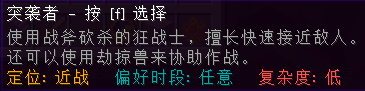 突袭者 - 按 [f] 选择
使用战斧砍杀的狂战士，擅长快速接近敌人。
还可以使用劫掠兽来协助作战。
定位: 近战 偏好时段: 任意 复杂度: 低